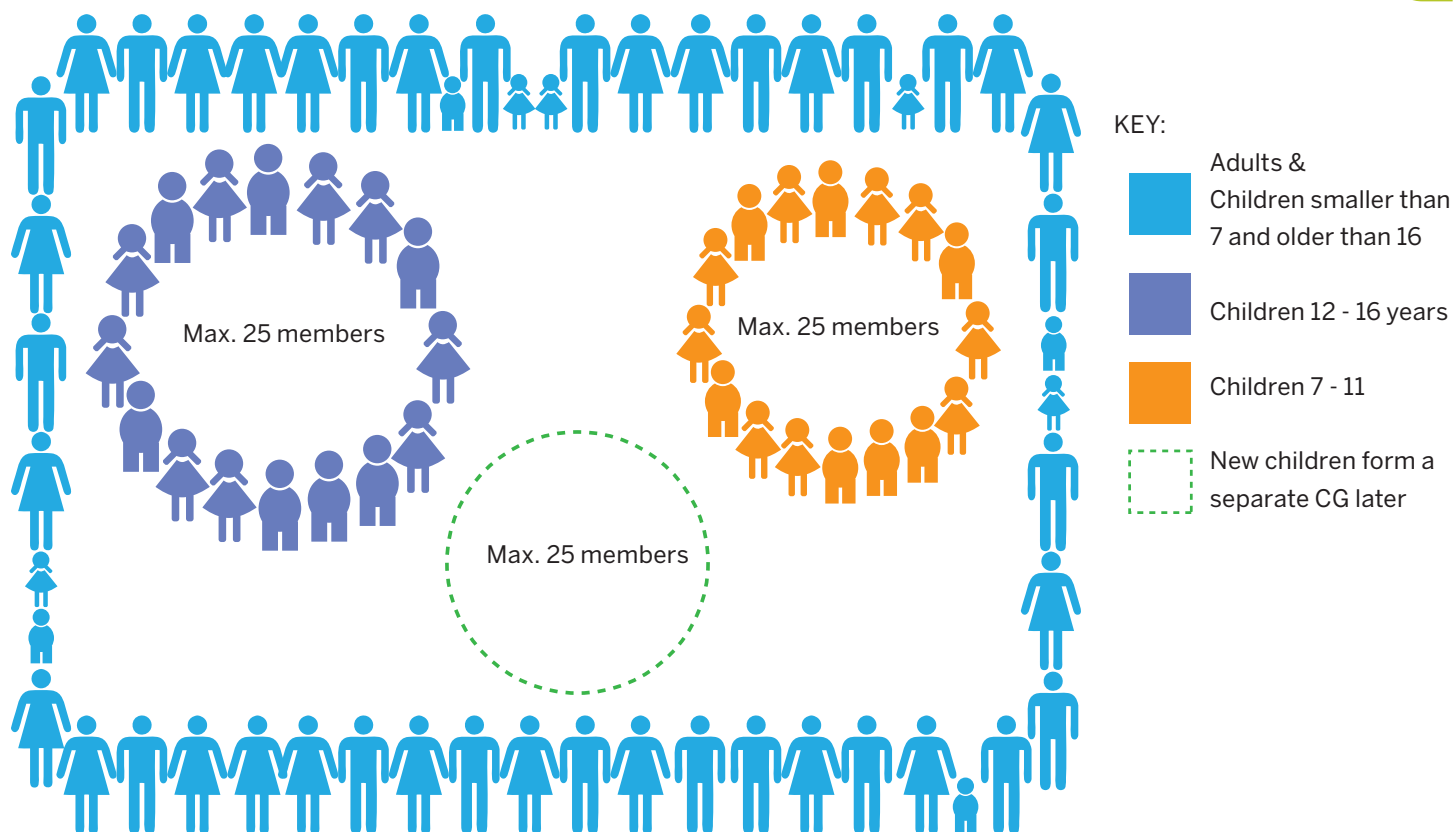 KEY:
Adults &
Children smaller than
7 and older than 16
Children 12 - 16 years
Children 7 - 11
New children form a
separate CG later
Max. 25 members
Max. 25 members
Max. 25 members